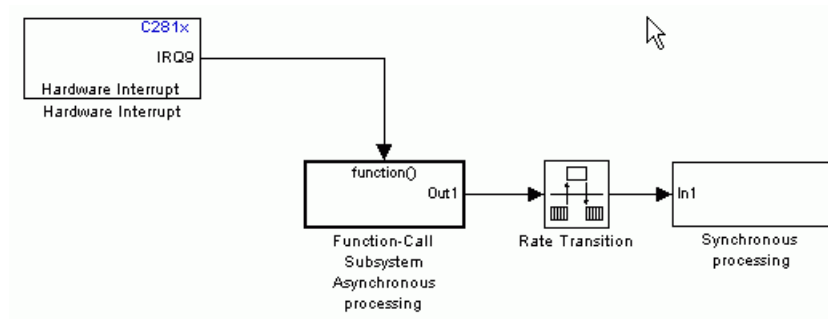 C281x
IRQ9
Hardware Interrupt
Hardware Interrupt
function()
Out1
Function-Call
Subsystem
Asynchronous
processing
Rate Transition
In1
Synchronous
processing